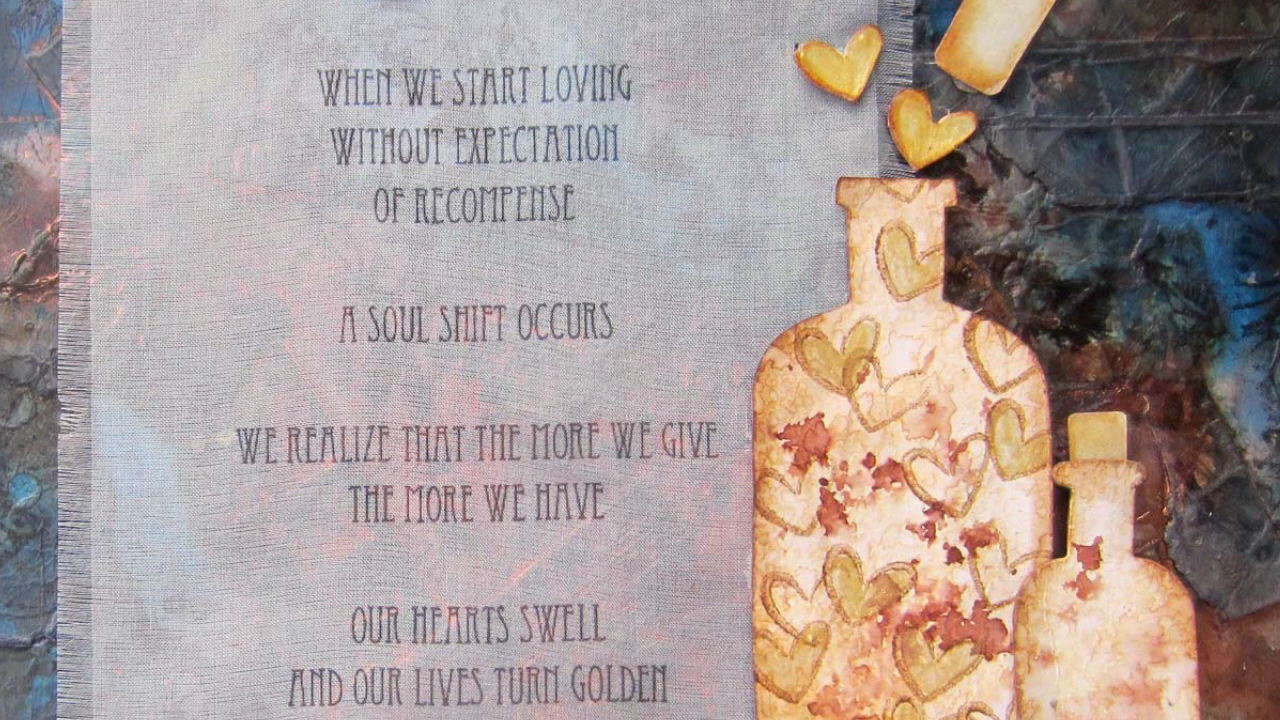 WHEN WE START LOVING
WITHOUT EXPECTATION
OF RECOMPENSE
A SOUL SHIFT OCCURS
WE REALIZE THAT THE MORE WE GIVE
THE MORE WE HAVE
OUR HEARTS SWELL
AND OUR LIVES TURN GOLDEN